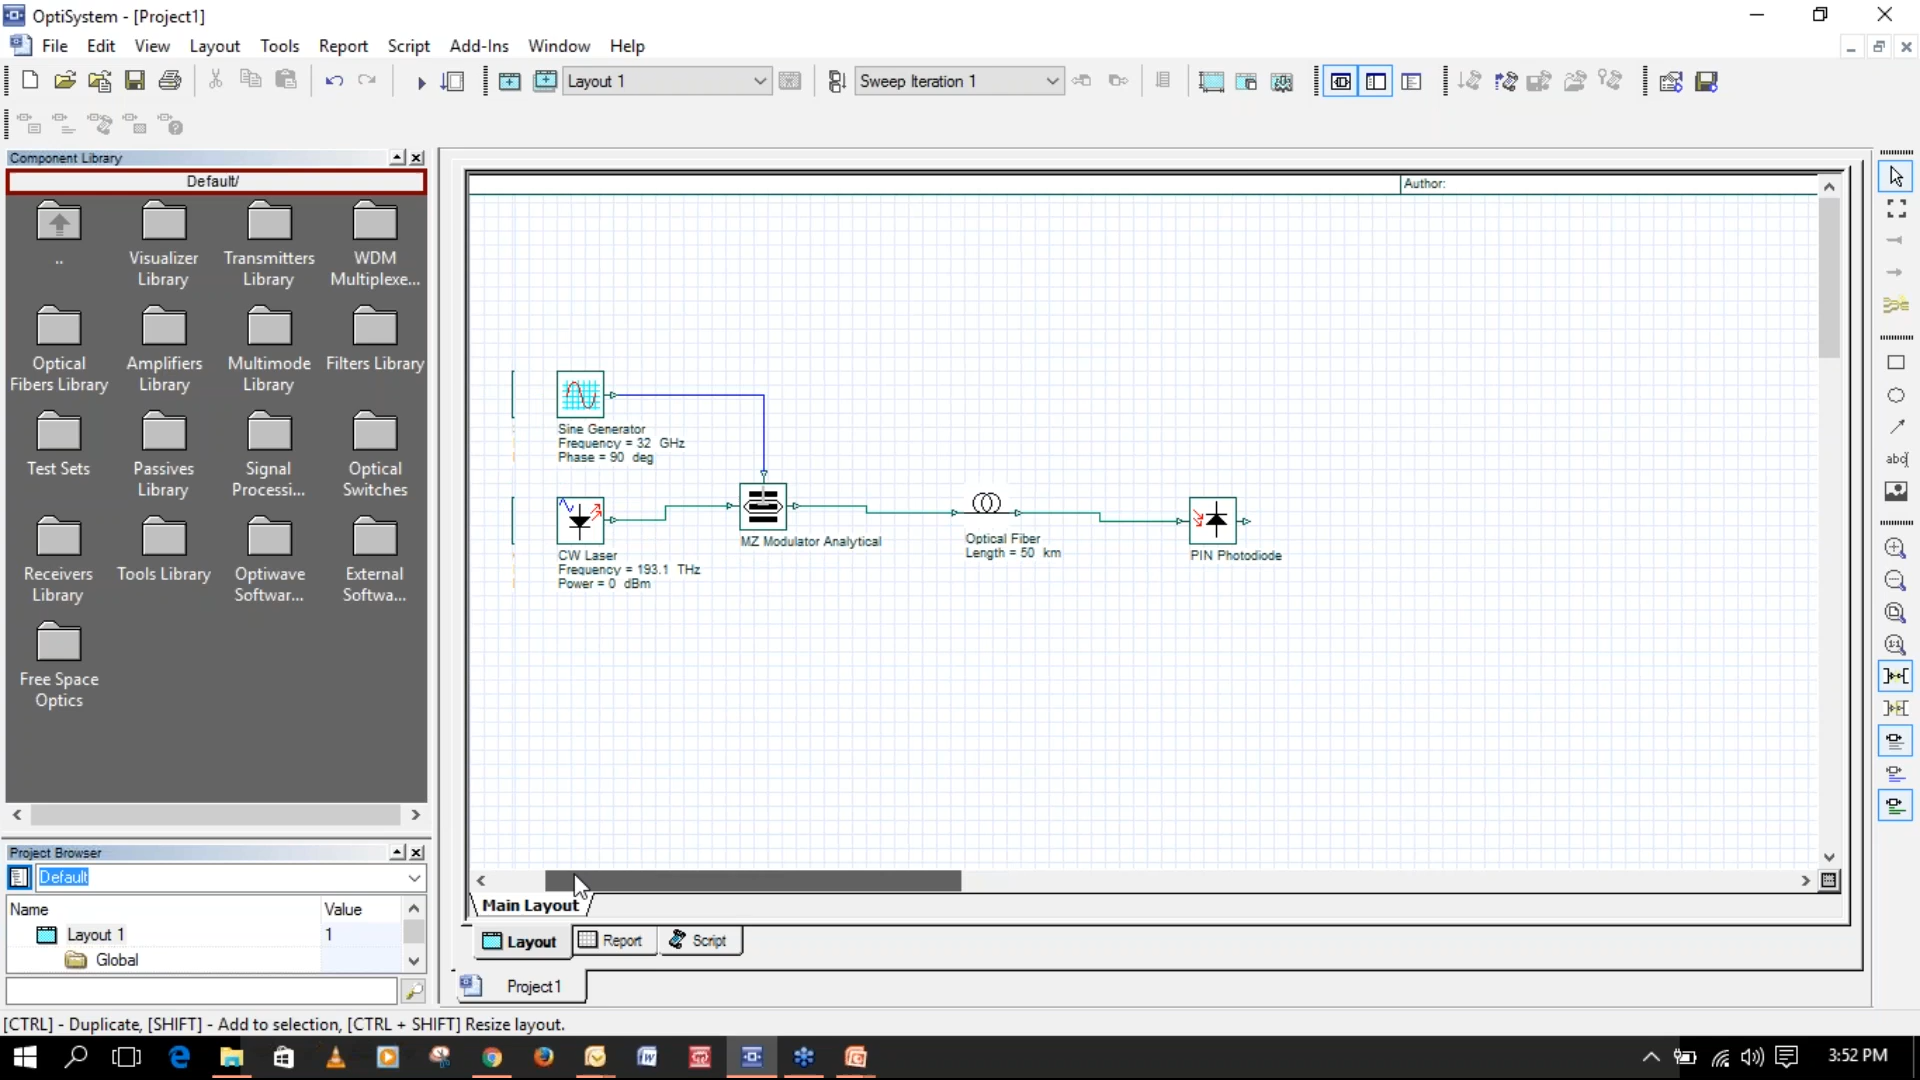 OptiSystem - [Project1]
File Edit View Layout Tools Report Script Add-Ins Window Help
Layout 1
Sweep Iteration 1
Component Library
Default/
..
Visualizer Library
Transmitters Library
WDM Multiplexe...
Optical Fibers Library
Amplifiers Library
Multimode Library
Filters Library
Test Sets
Passives Library
Signal Processi...
Optical Switches
Receivers Library
Tools Library
Optiwave Softwar...
External Softwa...
Free Space Optics
Project Browser
Default
Name Value
Layout 1 1
Global
Author:
Sine Generator
Frequency = 32 GHz
Phase = 90 deg
CW Laser
Frequency = 193.1 THz
Power = 0 dBm
MZ Modulator Analytical
Optical Fiber
Length = 50 km
PIN Photodiode
abc
1:1
Main Layout
Layout Report Script
Project1
[CTRL] - Duplicate, [SHIFT] - Add to selection, [CTRL + SHIFT] Resize layout.
3:52 PM